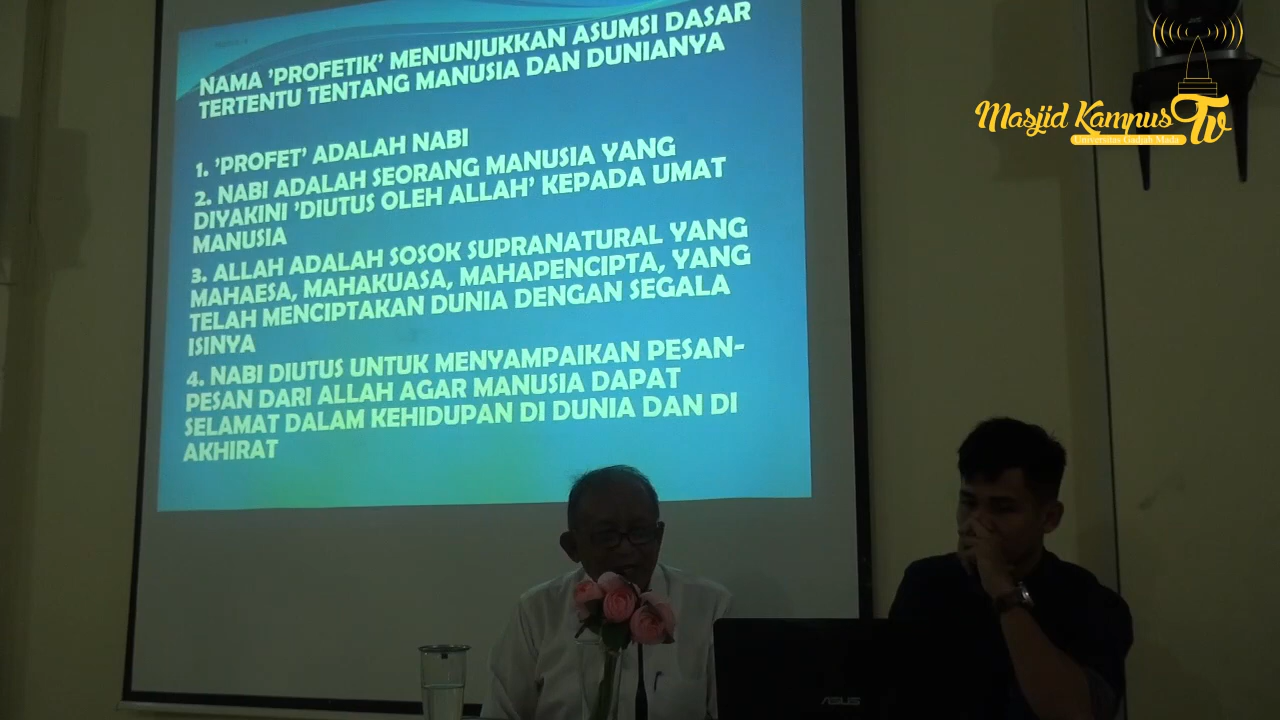 NAMA 'PROFETIK' MENUNJUKKAN ASUMSI DASAR
TERTENTU TENTANG MANUSIA DAN DUNIANYA
1. 'PROFET' ADALAH NABI
2. NABI ADALAH SEORANG MANUSIA YANG
DIYAKINI 'DIUTUS OLEH ALLAH' KEPADA UMAT
MANUSIA
3. ALLAH ADALAH SOSOK SUPRANATURAL YANG
MAHAESA, MAHAKUASA, MAHAPENCIPTA, YANG
TELAH MENCIPTAKAN DUNIA DENGAN SEGALA
ISINYA
4. NABI DIUTUS UNTUK MENYAMPAIKAN PESAN-
PESAN DARI ALLAH AGAR MANUSIA DAPAT
SELAMAT DALAM KEHIDUPAN DI DUNIA DAN DI
AKHIRAT
Masjid Kampus Tv
Universitas Gadjah Mada
ASUS